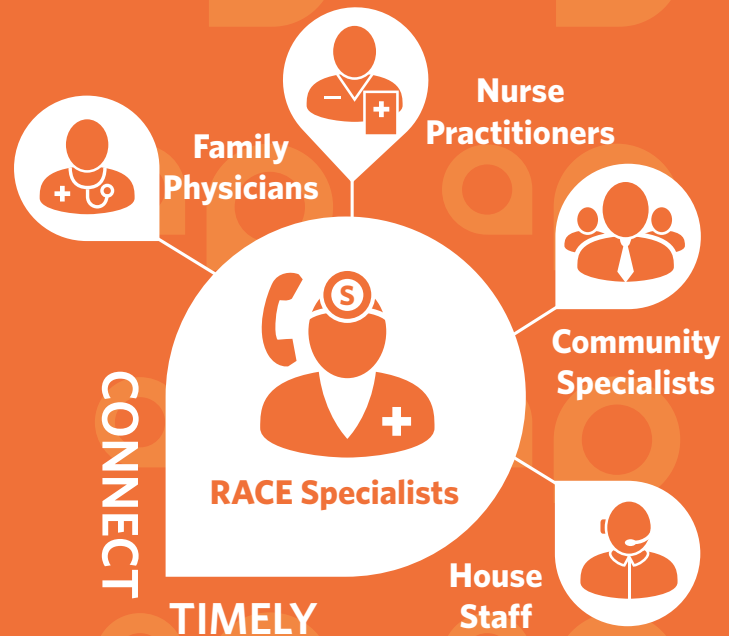 Nurse
Practitioners
Family
Physicians
S
Community
Specialists
RACE Specialists
CONNECT
House
Staff
TIMELY